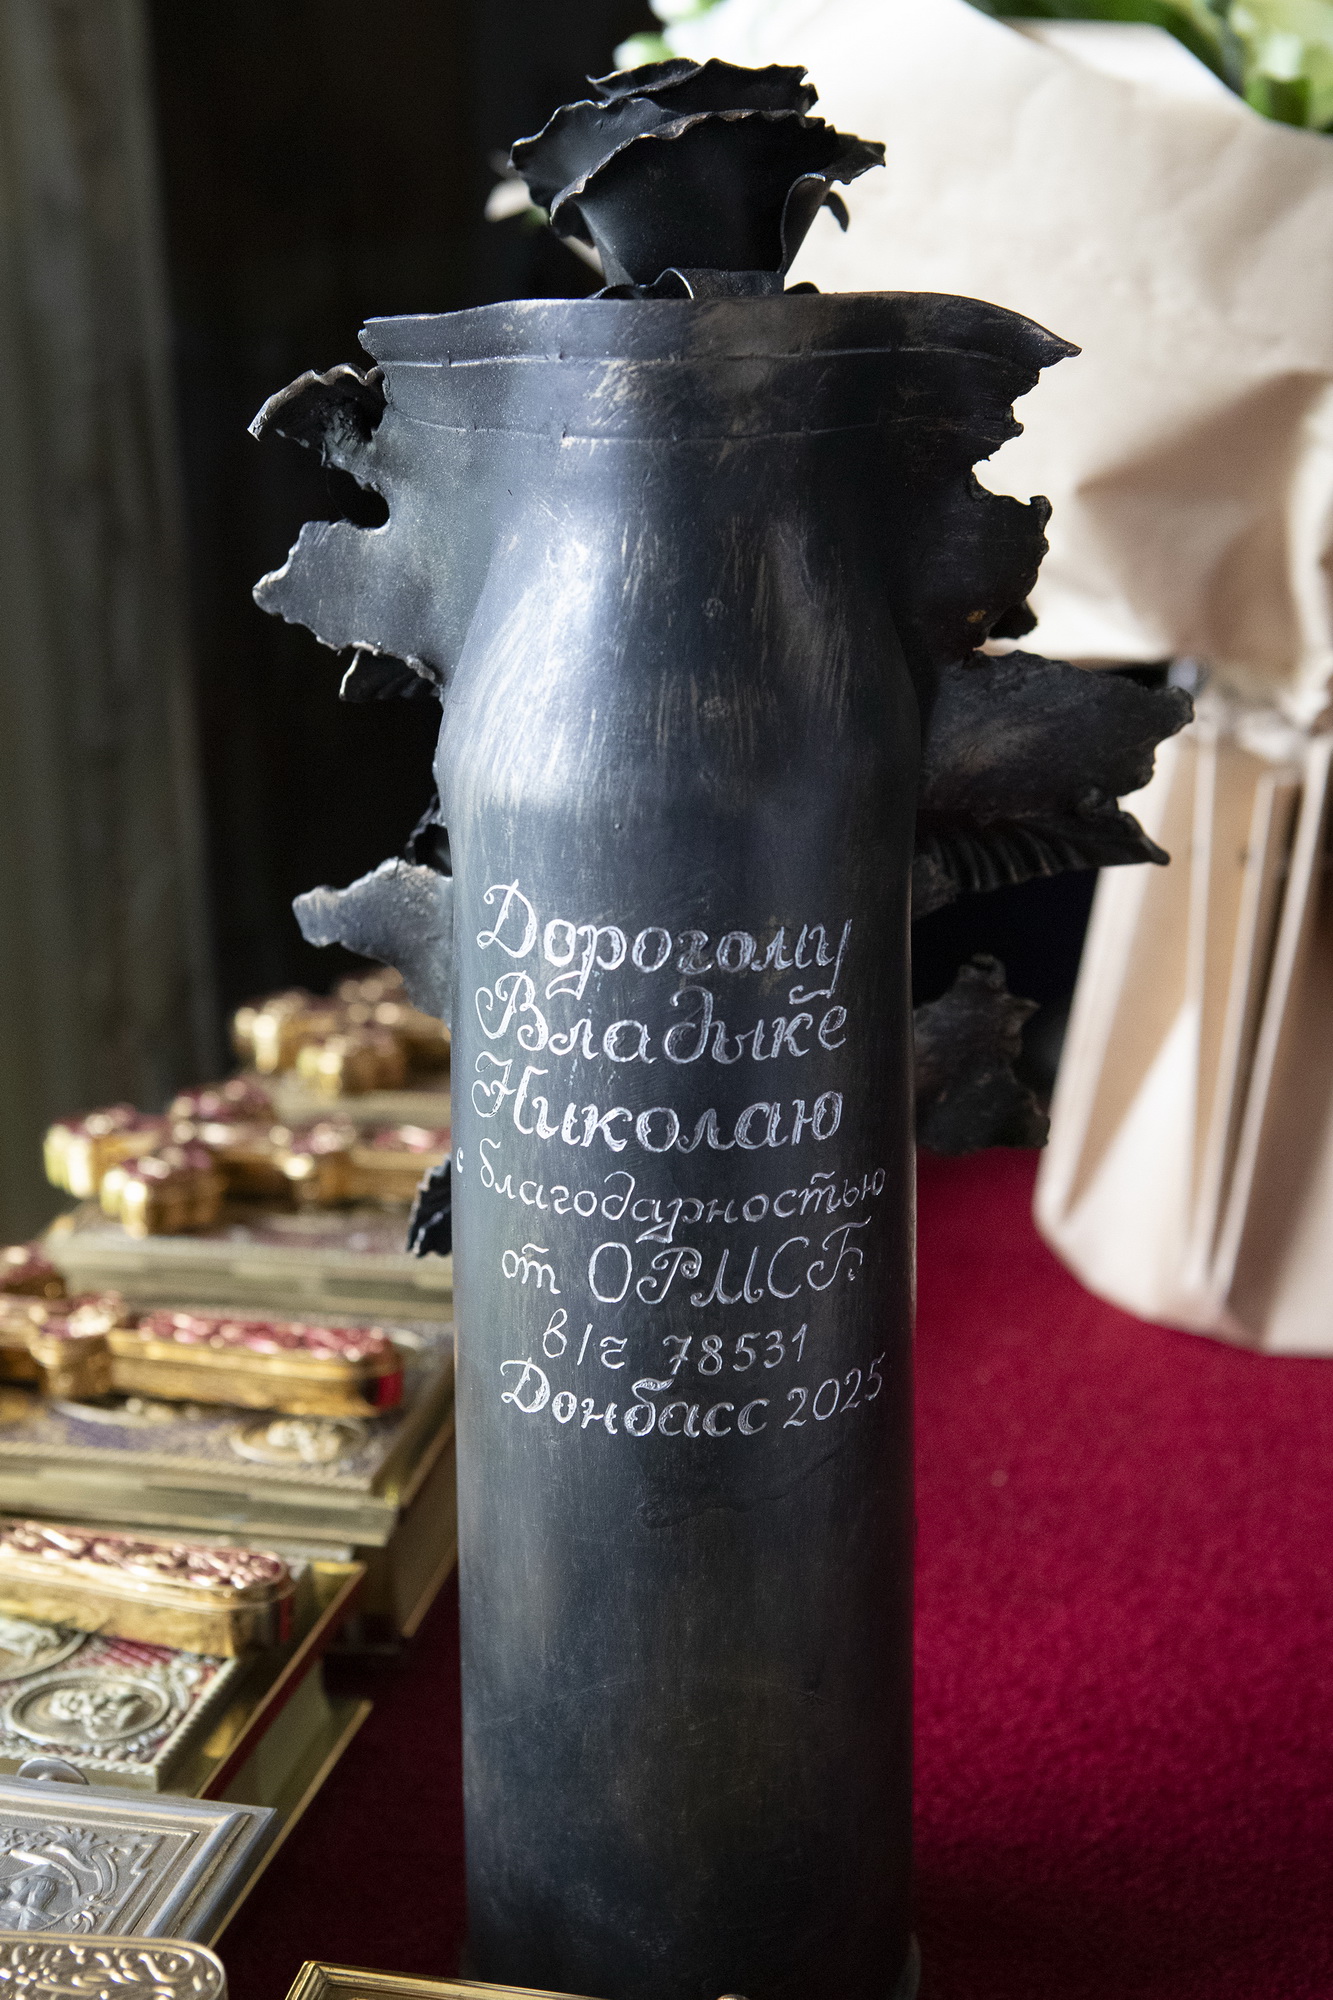 Дорогому
Владыке
Николаю
с благодарностью
от ОРМСБ
в/ч 78531
Донбасс 2025